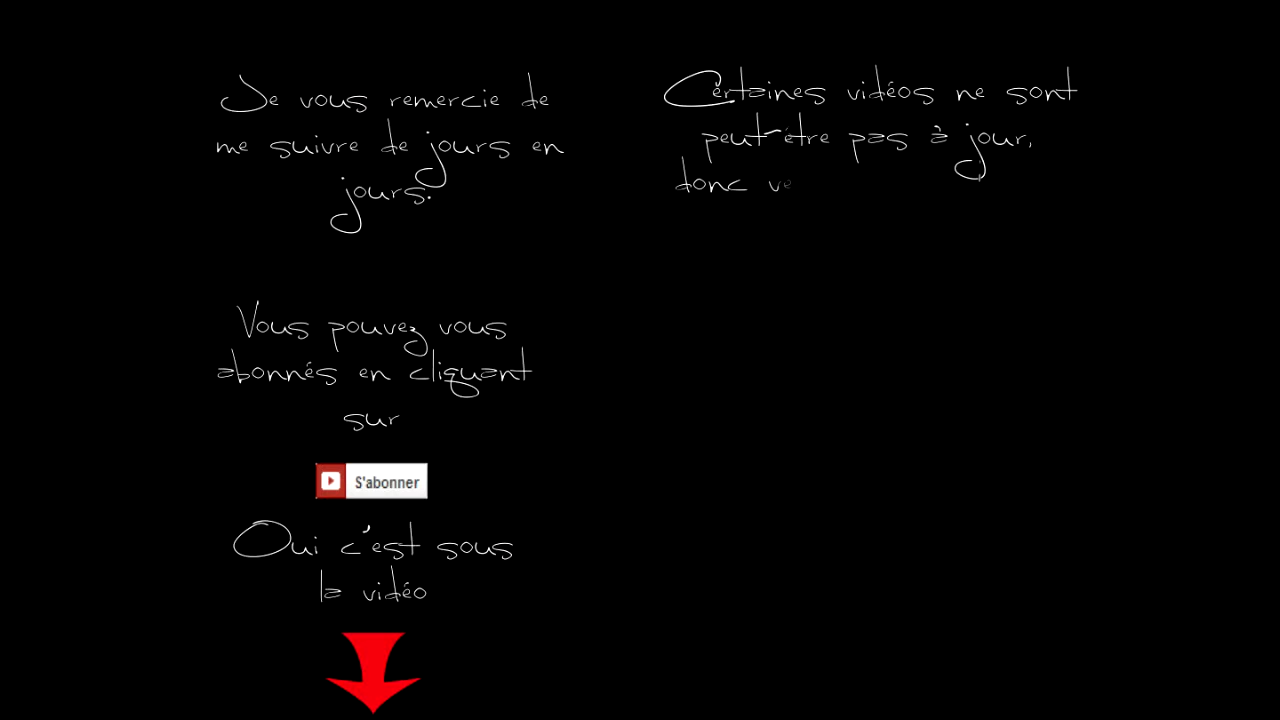 Je vous remercie de
me suivre de jours en
jours.
Vous pouvez vous
abonnés en cliquant
sur
S'abonner
Oui c'est sous
la vidéo
Certaines vidéos ne sont
peut-être pas à jour,
donc ve